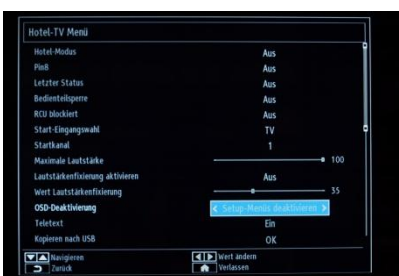 Hotel-TV Menü
Hotel-Modus Aus
Pin8 Aus
Letzter Status Aus
Bedienteilsperre Aus
RCU blockiert Aus
Start-Eingangswahl TV
Startkanal 1
Maximale Lautstärke 100
Lautstärkenfixierung aktivieren Aus
Wert Lautstärkenfixierung 35
OSD-Deaktivierung < Setup-Menüs deaktivieren >
Teletext Ein
Kopieren nach USB OK
Navigieren Wert ändern
Zurück Verlassen